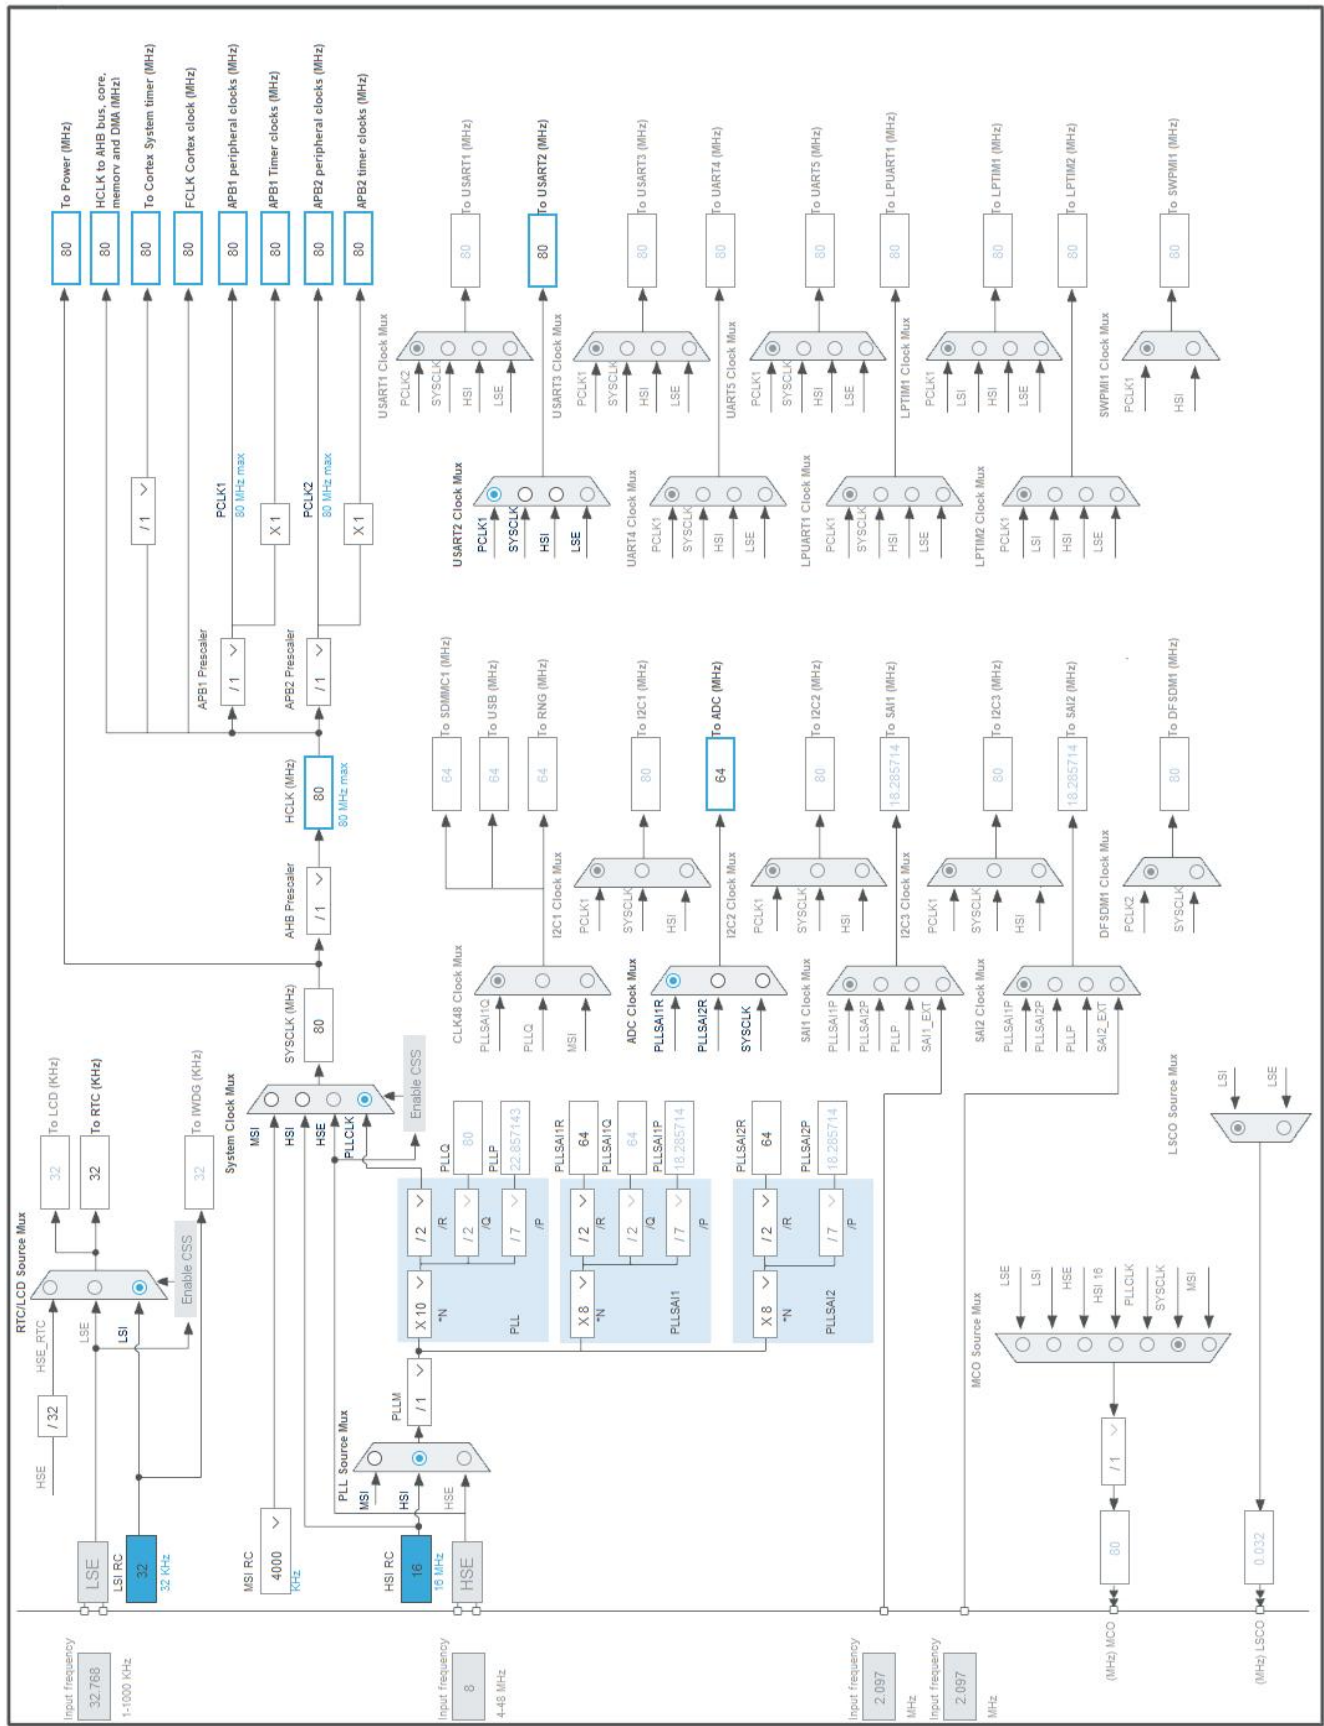 Input frequency
32.768
1-1000 KHz
LSE
LSI RC
32
32 KHz
HSE
/ 32
HSE_RTC
LSE
LSI
RTC/LCD Source Mux
Enable CSS
32
To LCD (KHz)
32
To RTC (KHz)
32
To IWDG (KHz)
MSI RC
4000
KHz
HSI RC
16
16 MHz
Input frequency
8
4-48 MHz
HSE
PLL Source Mux
MSI
HSI
HSE
PLLM
/ 1
System Clock Mux
MSI
HSI
HSE
PLLCLK
Enable CSS
X 10
*N
PLL
/ 2
/R
/ 2
/Q
/ 7
/P
PLLQ
80
PLLP
22.857143
X 8
*N
PLLSAI1
/ 2
/R
/ 2
/Q
/ 7
/P
PLLSAI1R
64
PLLSAI1Q
64
PLLSAI1P
18.285714
X 8
*N
PLLSAI2
/ 2
/R
/ 7
/P
PLLSAI2R
64
PLLSAI2P
18.285714
SYSCLK (MHz)
80
AHB Prescaler
/ 1
HCLK (MHz)
80
80 MHz max
APB1 Prescaler
/ 1
APB2 Prescaler
/ 1
/ 1
PCLK1
80 MHz max
X 1
PCLK2
80 MHz max
X 1
80
To Power (MHz)
80
HCLK to AHB bus, core,
memory and DMA (MHz)
80
To Cortex System timer (MHz)
80
FCLK Cortex clock (MHz)
80
APB1 peripheral clocks (MHz)
80
APB1 Timer clocks (MHz)
80
APB2 peripheral clocks (MHz)
80
APB2 timer clocks (MHz)
CLK48 Clock Mux
PLLSAI1Q
PLLQ
MSI
64
To SDMMC1 (MHz)
64
To USB (MHz)
64
To RNG (MHz)
I2C1 Clock Mux
PCLK1
SYSCLK
HSI
80
To I2C1 (MHz)
ADC Clock Mux
PLLSAI1R
PLLSAI2R
SYSCLK
64
To ADC (MHz)
I2C2 Clock Mux
PCLK1
SYSCLK
HSI
80
To I2C2 (MHz)
SAI1 Clock Mux
PLLSAI1P
PLLSAI2P
PLLP
SAI1_EXT
18.285714
To SAI1 (MHz)
I2C3 Clock Mux
PCLK1
SYSCLK
HSI
80
To I2C3 (MHz)
SAI2 Clock Mux
PLLSAI1P
PLLSAI2P
PLLP
SAI2_EXT
18.285714
To SAI2 (MHz)
DFSDM1 Clock Mux
PCLK2
SYSCLK
80
To DFSDM1 (MHz)
USART1 Clock Mux
PCLK2
SYSCLK
HSI
LSE
80
To USART1 (MHz)
USART2 Clock Mux
PCLK1
SYSCLK
HSI
LSE
80
To USART2 (MHz)
USART3 Clock Mux
PCLK1
SYSCLK
HSI
LSE
80
To USART3 (MHz)
UART4 Clock Mux
PCLK1
SYSCLK
HSI
LSE
80
To UART4 (MHz)
UART5 Clock Mux
PCLK1
SYSCLK
HSI
LSE
80
To UART5 (MHz)
LPUART1 Clock Mux
PCLK1
SYSCLK
HSI
LSE
80
To LPUART1 (MHz)
LPTIM1 Clock Mux
PCLK1
LSI
HSI
LSE
80
To LPTIM1 (MHz)
LPTIM2 Clock Mux
PCLK1
LSI
HSI
LSE
80
To LPTIM2 (MHz)
SWPMI1 Clock Mux
PCLK1
HSI
80
To SWPMI1 (MHz)
Input frequency
2.097
MHz
Input frequency
2.097
MHz
(MHz) MCO
80
/ 1
MCO Source Mux
LSE
LSI
HSE
HSI 16
PLLCLK
SYSCLK
MSI
(MHz) LSCO
0.032
LSCO Source Mux
LSI
LSE